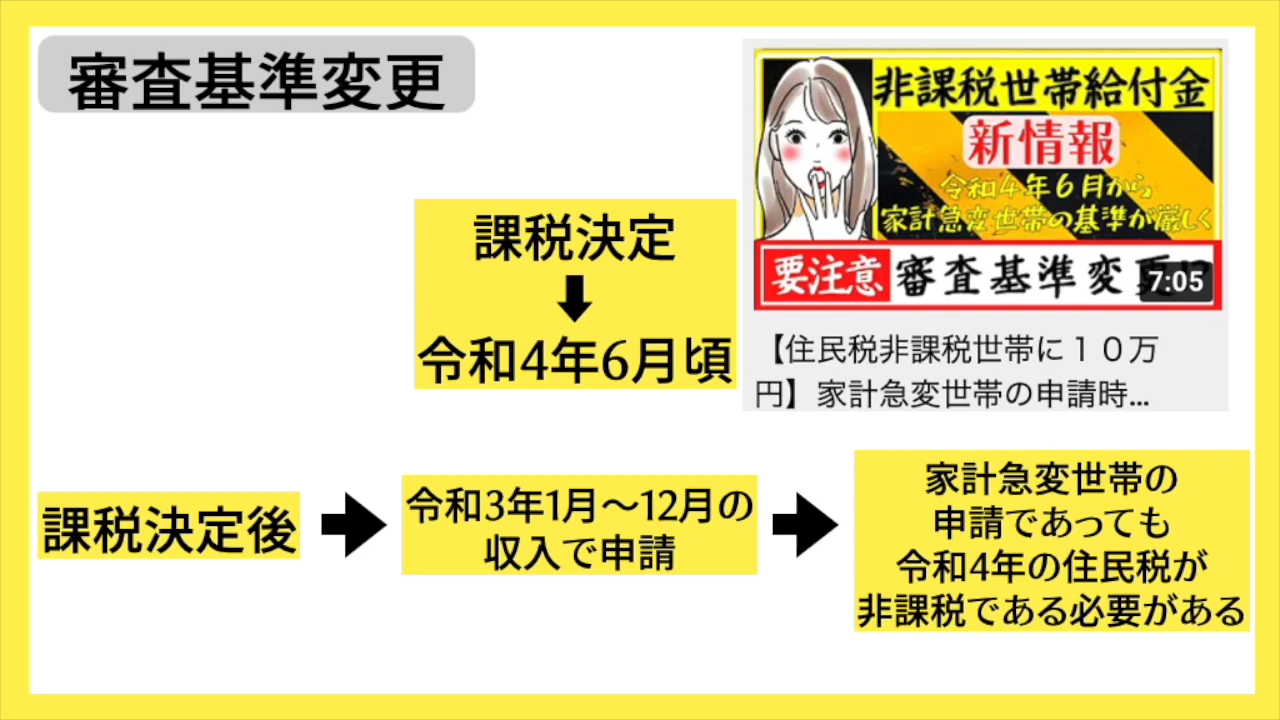 審査基準変更
非課税世帯給付金
新情報
令和4年6月から
家計急変世帯の基準が厳しく
要注意 審査基準変更!?
7:05
【住民税非課税世帯に１０万
円】家計急変世帯の申請時...
課税決定
令和4年6月頃
課税決定後
令和3年1月〜12月の
収入で申請
家計急変世帯の
申請であっても
令和4年の住民税が
非課税である必要がある